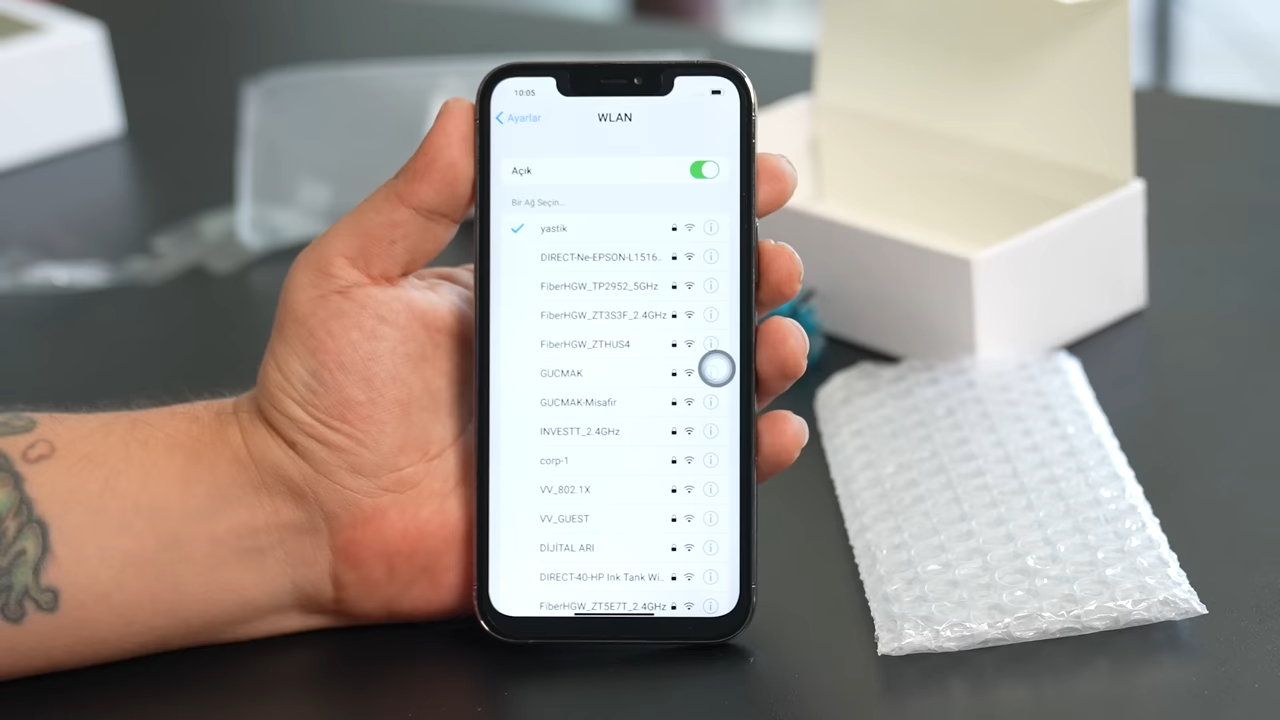 10:05
Ayarlar
WLAN
Açık
Bir Ağ Seçin...
yastik
DIRECT-Ne-EPSON-L1516...
FiberHGW_TP2952_5GHz
FiberHGW_ZT3S3F_2.4GHz
FiberHGW_ZTHUS4
GUCMAK
GUCMAK-Misafir
INVESTT_2.4GHz
corp-1
VV_802.1X
VV_GUEST
DİJİTAL ARI
DIRECT-40-HP Ink Tank Wi...
FiberHGW_ZT5E7T_2.4GHz